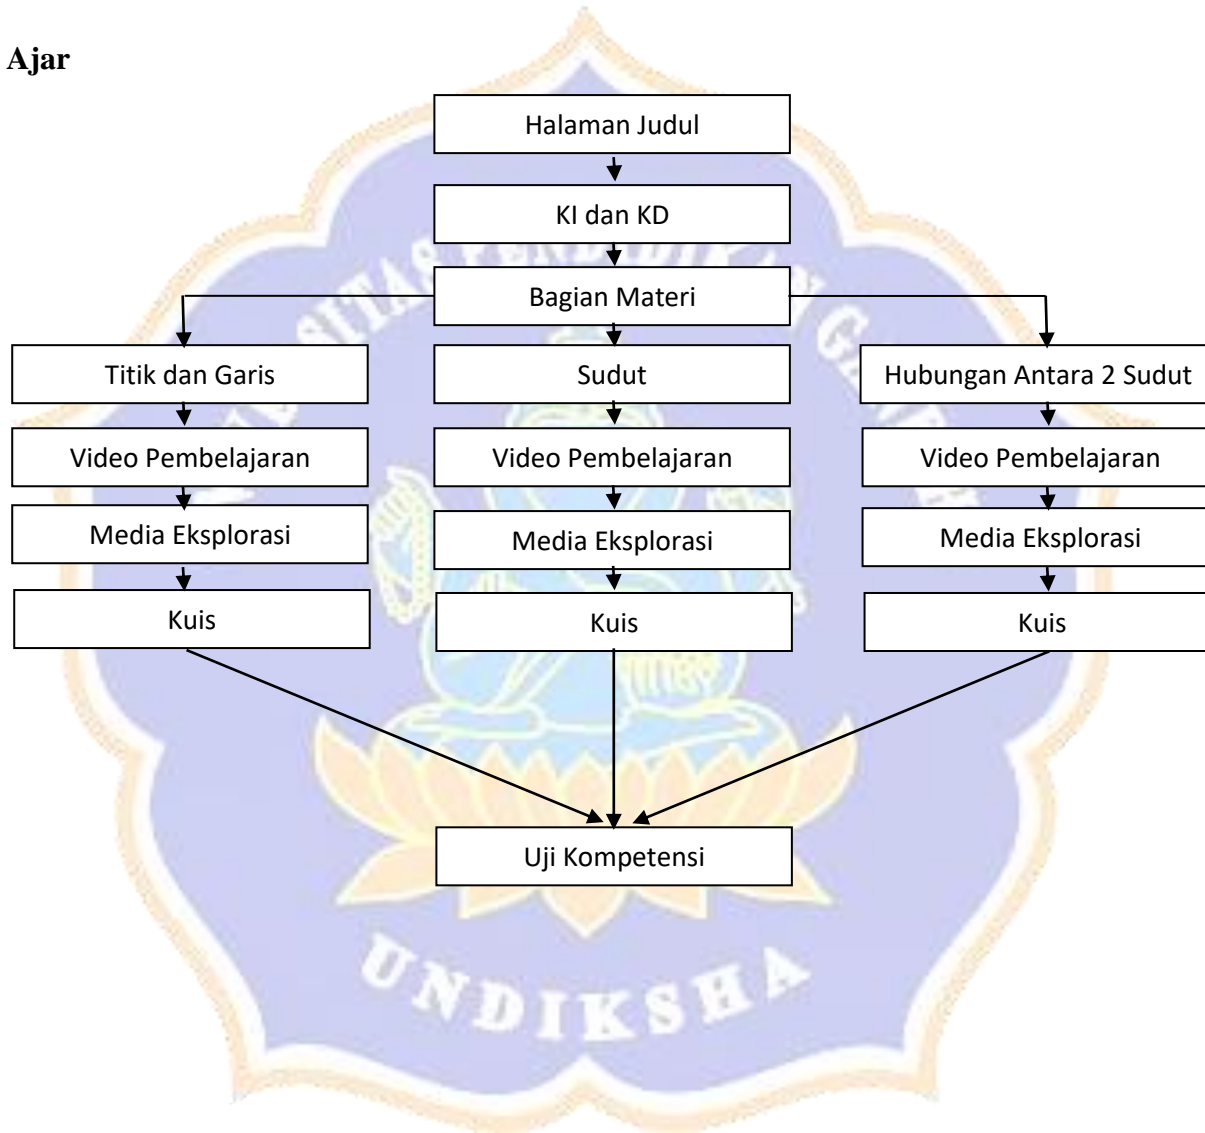 Ajar
Halaman Judul
KI dan KD
Bagian Materi
Titik dan Garis
Sudut
Hubungan Antara 2 Sudut
Video Pembelajaran
Video Pembelajaran
Video Pembelajaran
Media Eksplorasi
Media Eksplorasi
Media Eksplorasi
Kuis
Kuis
Kuis
Uji Kompetensi
UNDIKSHA